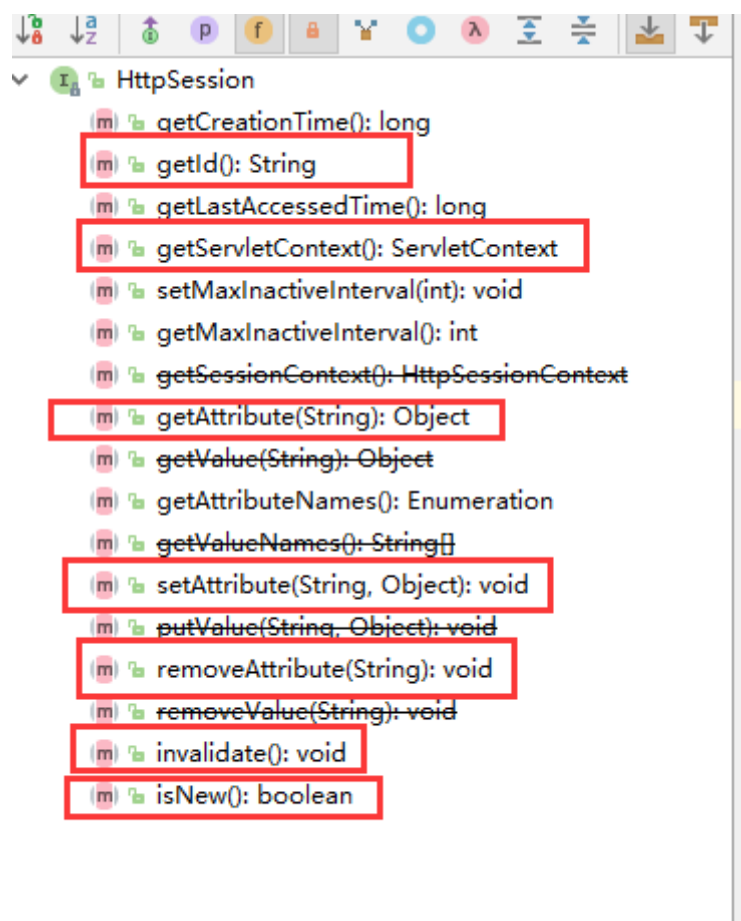 a
z
p
f
λ
I HttpSession
m getCreationTime(): long
m getId(): String
m getLastAccessedTime(): long
m getServletContext(): ServletContext
m setMaxInactiveInterval(int): void
m getMaxInactiveInterval(): int
m getSessionContext(): HttpSessionContext
m getAttribute(String): Object
m getValue(String): Object
m getAttributeNames(): Enumeration
m getValueNames(): String[]
m setAttribute(String, Object): void
m putValue(String, Object): void
m removeAttribute(String): void
m removeValue(String): void
m invalidate(): void
m isNew(): boolean